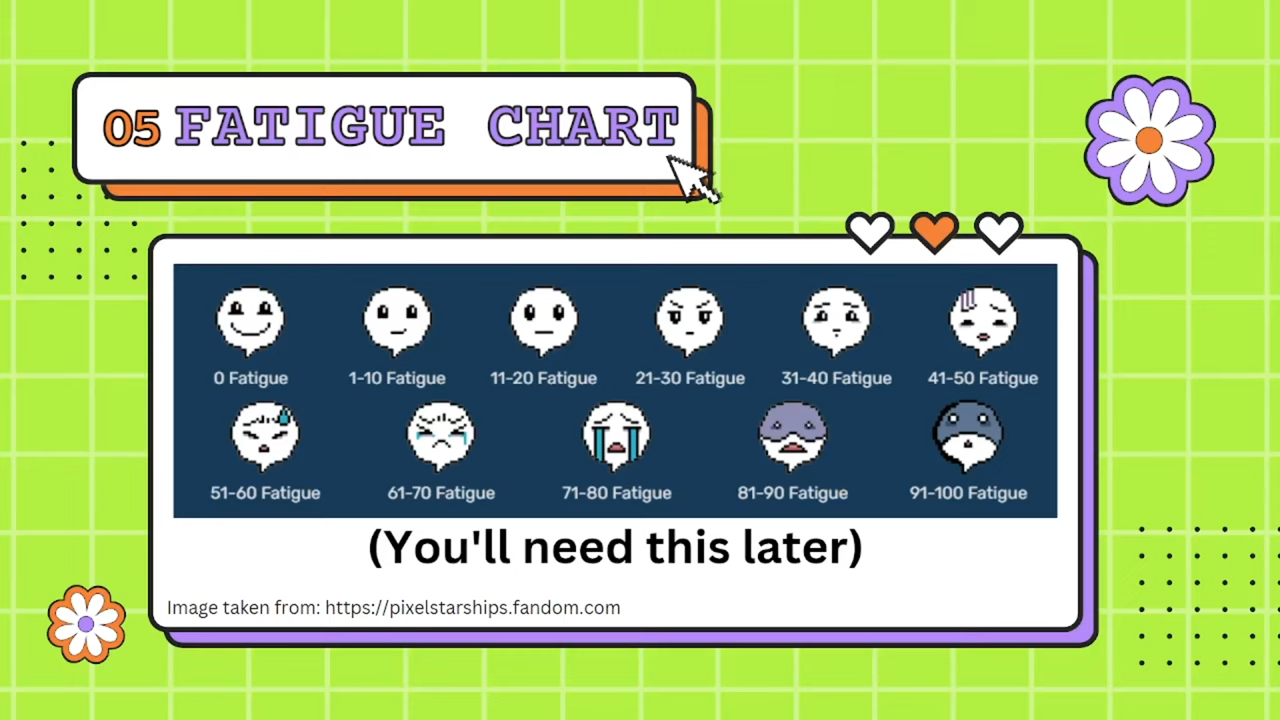 05 FATIGUE CHART
0 Fatigue 1-10 Fatigue 11-20 Fatigue 21-30 Fatigue 31-40 Fatigue 41-50 Fatigue
51-60 Fatigue 61-70 Fatigue 71-80 Fatigue 81-90 Fatigue 91-100 Fatigue
(You'll need this later)
Image taken from: https://pixelstarships.fandom.com